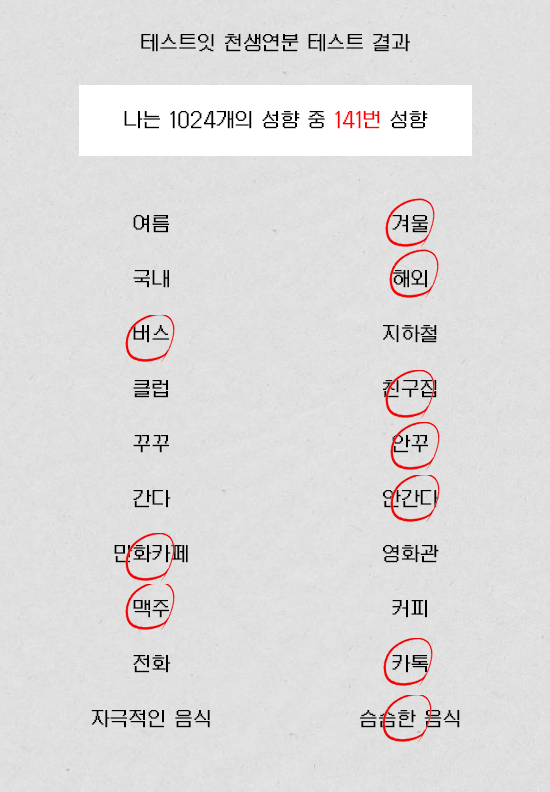 테스트잇 천생연분 테스트 결과
나는 1024개의 성향 중 141번 성향
여름 겨울
국내 해외
버스 지하철
클럽 친구집
꾸꾸 안꾸
간다 안간다
만화카페 영화관
맥주 커피
전화 카톡
자극적인 음식 슴슴한 음식